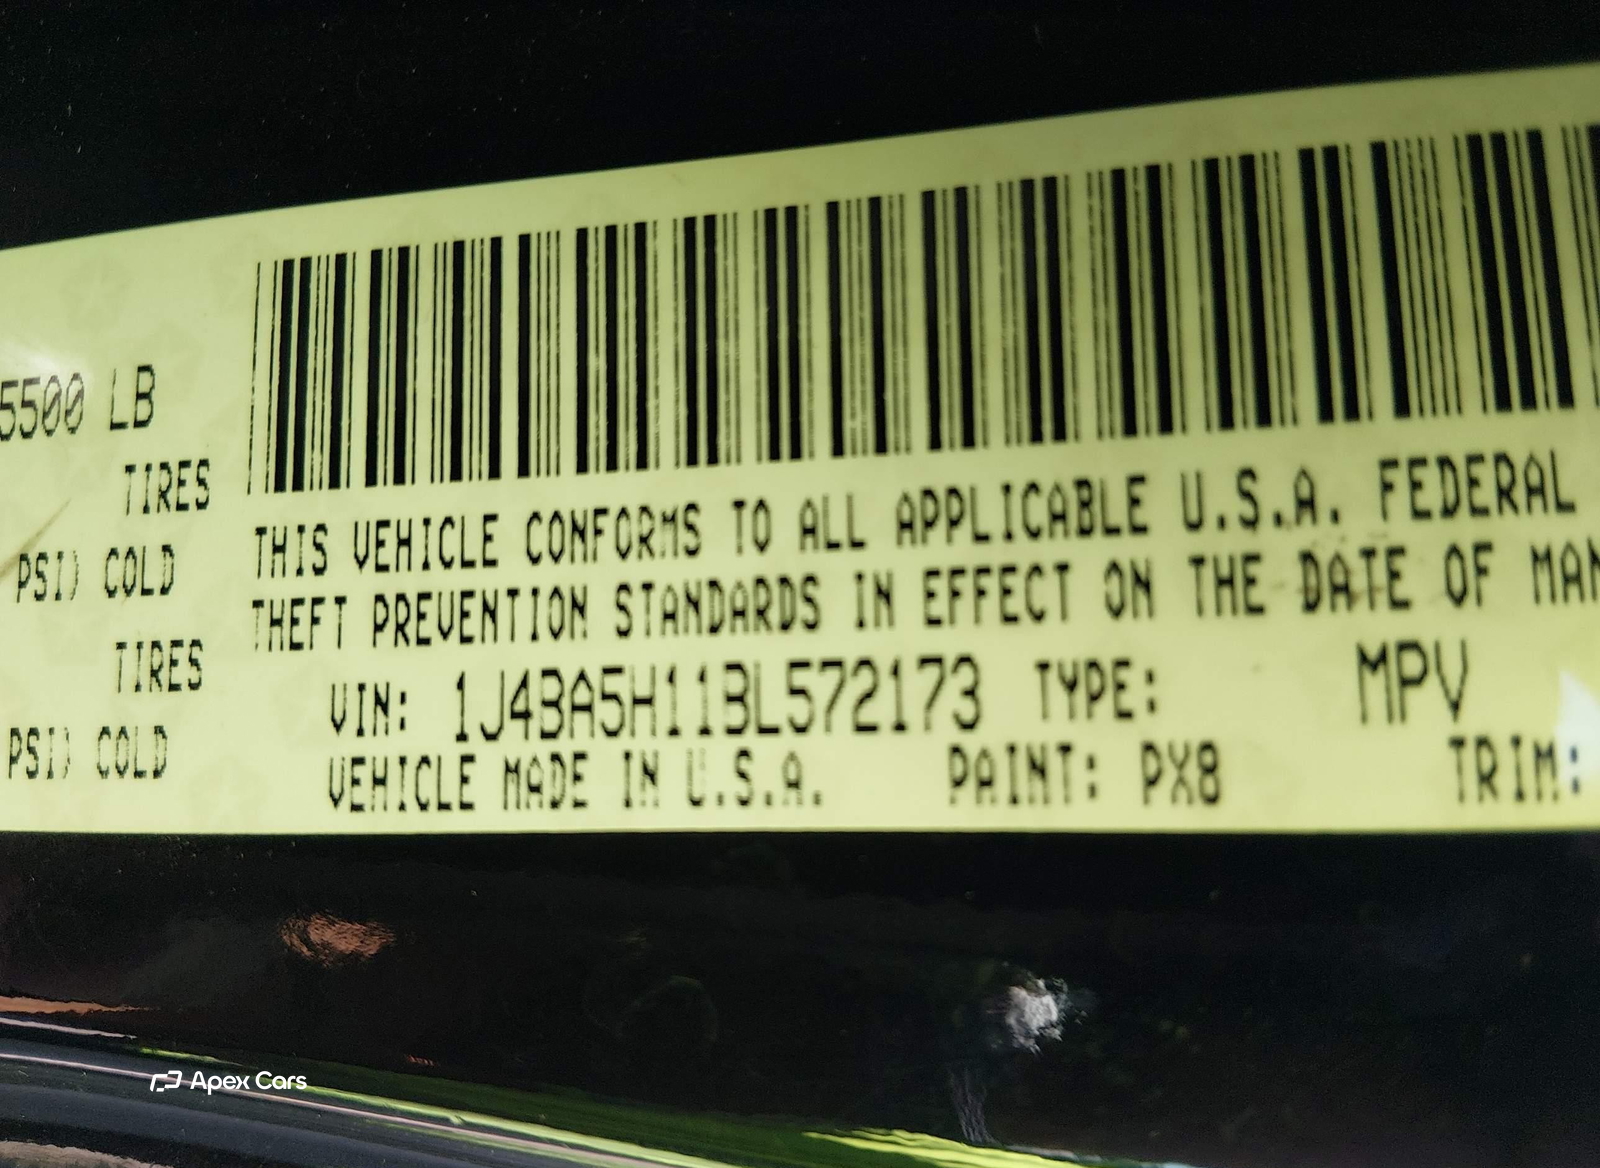 5500 LB
TIRES
PSI) COLD
TIRES
PSI) COLD
THIS VEHICLE CONFORMS TO ALL APPLICABLE U.S.A. FEDERAL
THEFT PREVENTION STANDARDS IN EFFECT ON THE DATE OF MAN
VIN: 1J4BA5H11BL572173 TYPE: MPV
VEHICLE MADE IN U.S.A. PAINT: PX8 TRIM:
Apex Cars